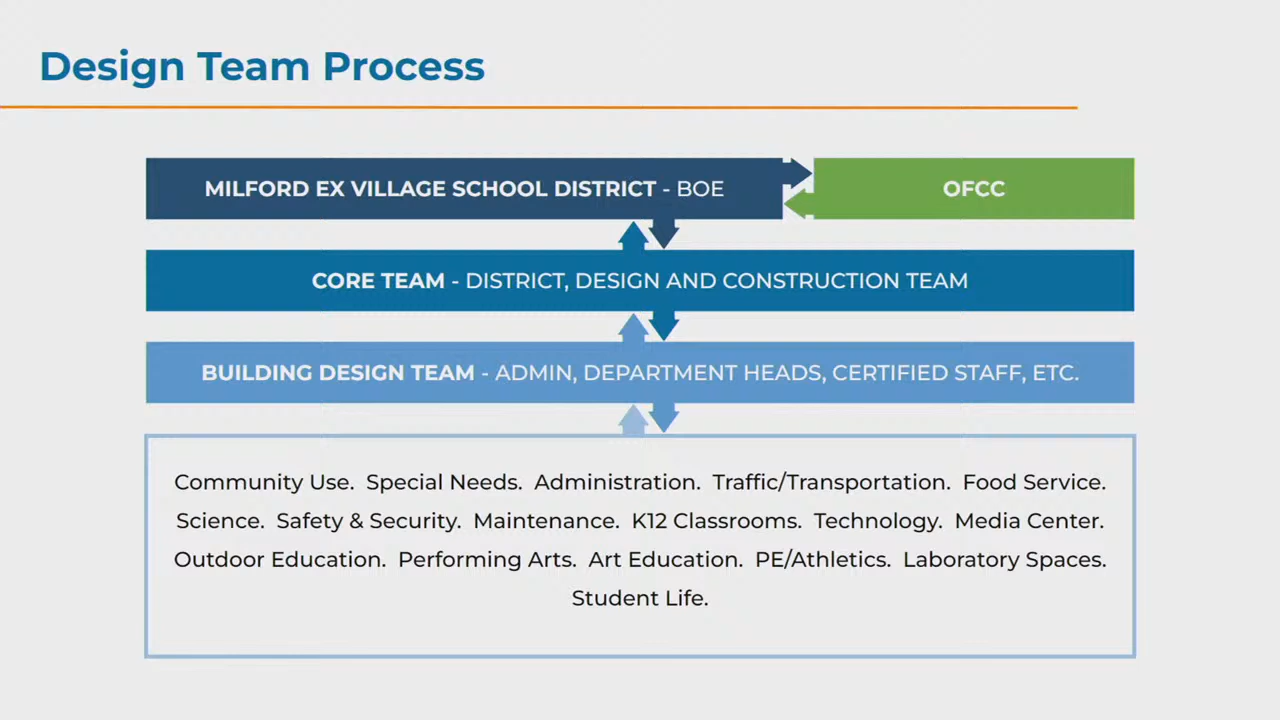 Design Team Process
MILFORD EX VILLAGE SCHOOL DISTRICT - BOE
OFCC
CORE TEAM - DISTRICT, DESIGN AND CONSTRUCTION TEAM
BUILDING DESIGN TEAM - ADMIN, DEPARTMENT HEADS, CERTIFIED STAFF, ETC.
Community Use. Special Needs. Administration. Traffic/Transportation. Food Service.
Science. Safety & Security. Maintenance. K12 Classrooms. Technology. Media Center.
Outdoor Education. Performing Arts. Art Education. PE/Athletics. Laboratory Spaces.
Student Life.